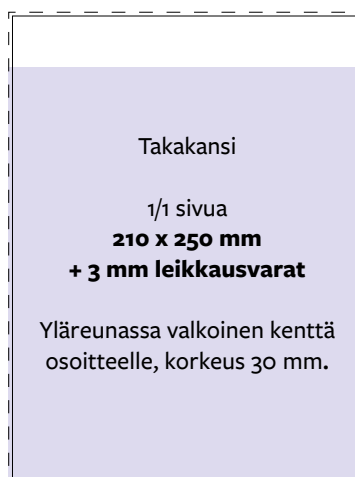 Takakansi
1/1 sivua
210 x 250 mm
+ 3 mm leikkausvarat
Yläreunassa valkoinen kenttä
osoitteelle, korkeus 30 mm.